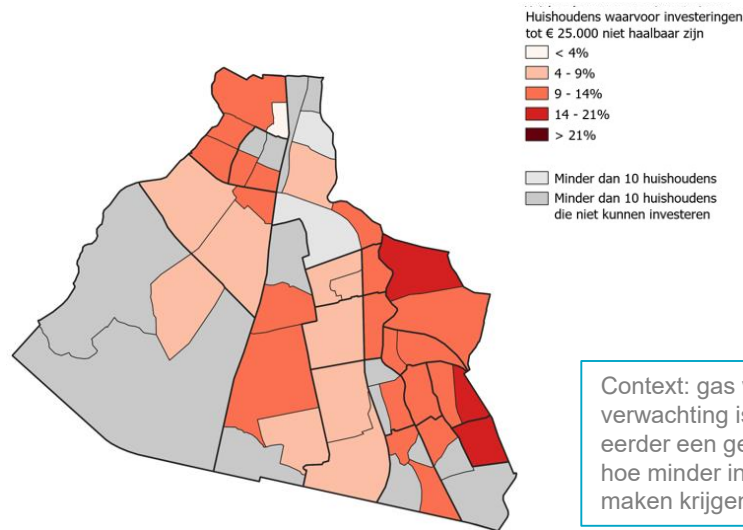 Huishoudens waarvoor investeringen
tot € 25.000 niet haalbaar zijn
< 4%
4 - 9%
9 - 14%
14 - 21%
> 21%
Minder dan 10 huishoudens
Minder dan 10 huishoudens
die niet kunnen investeren
Context: gas
verwachting is
eerder een ge
hoe minder in
maken krijger